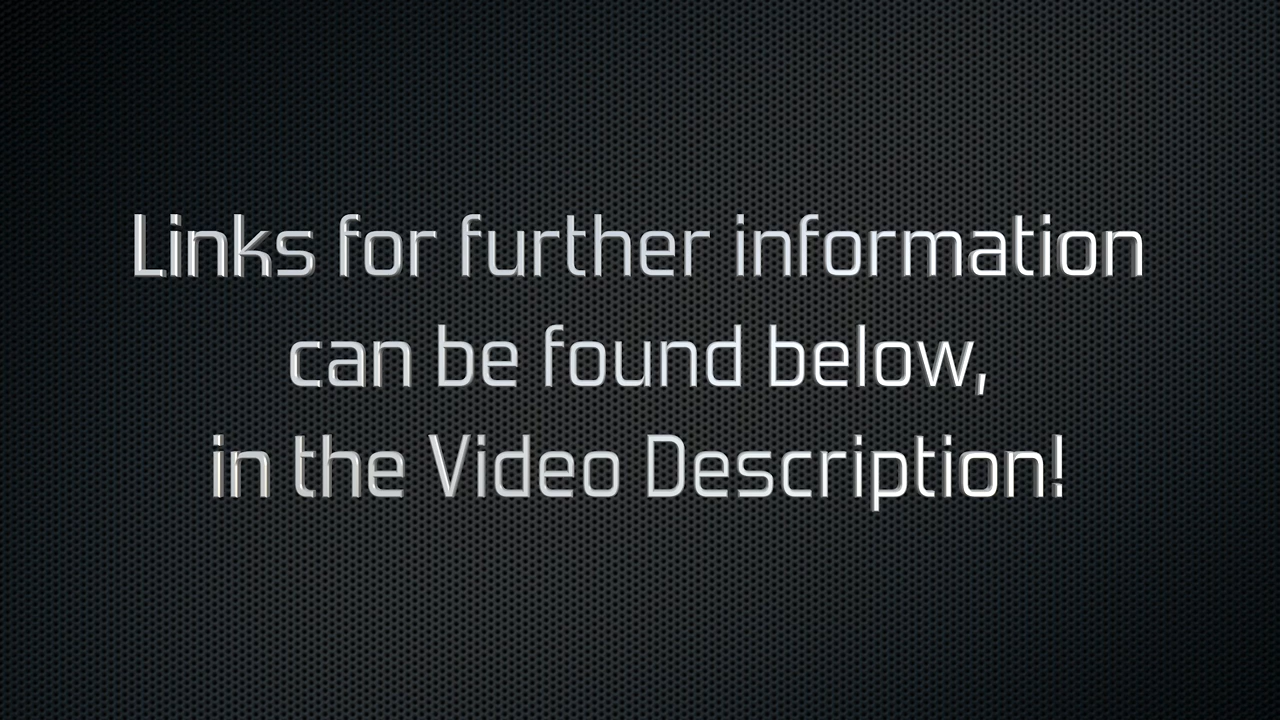 Links for further information
can be found below,
in the Video Description!